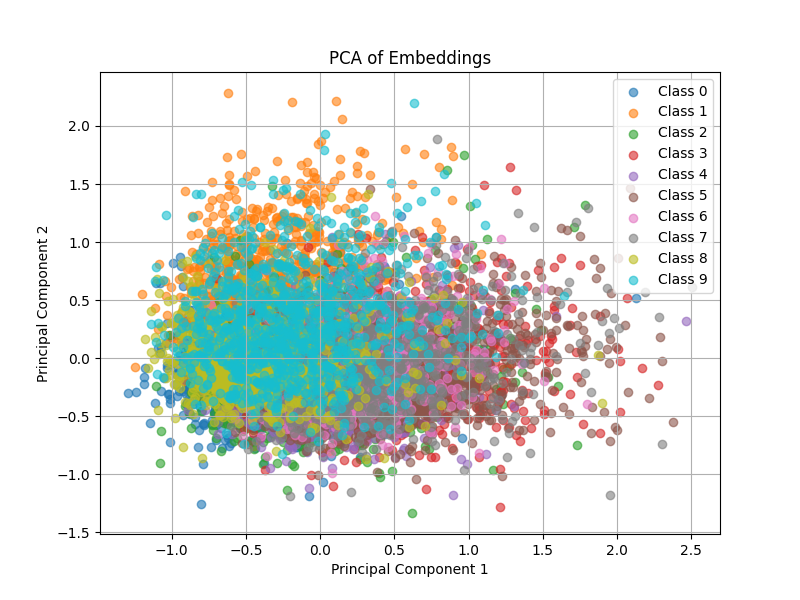 PCA of Embeddings
Class 0
Class 1
Class 2
Class 3
Class 4
Class 5
Class 6
Class 7
Class 8
Class 9
Principal Component 2
2.0
1.5
1.0
0.5
0.0
−0.5
−1.0
−1.5
−1.0 −0.5 0.0 0.5 1.0 1.5 2.0 2.5
Principal Component 1